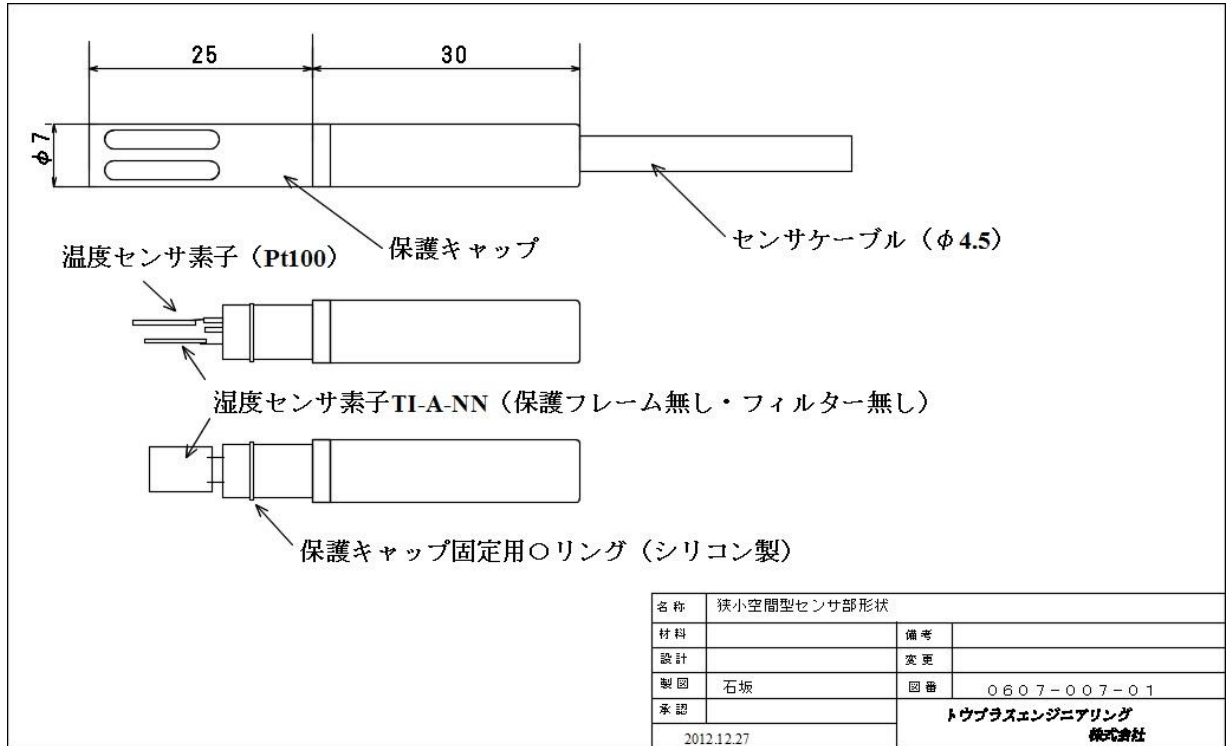 25
30
φ7
センサケーブル（φ4.5）
保護キャップ
温度センサ素子（Pt100）
湿度センサ素子TI-A-NN（保護フレーム無し・フィルター無し）
保護キャップ固定用Oリング（シリコン製）
名称 狭小空間型センサ部形状
材料 備考
設計 変更
製図 石坂 図番 0607-007-01
承認
トウプラスエンジニアリング
株式会社
2012.12.27